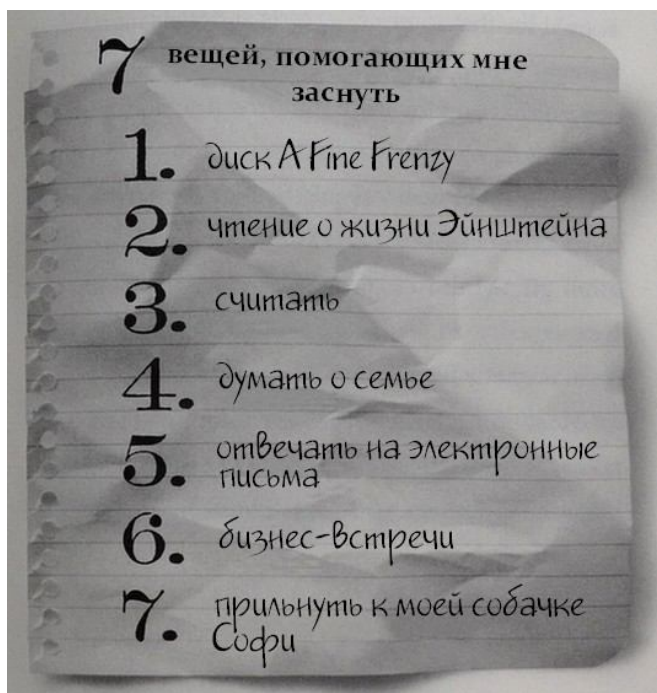 7 вещей, помогающих мне
заснуть
1. диск A Fine Frenzy
2. чтение о жизни Эйнштейна
3. считать
4. думать о семье
5. отвечать на электронные
письма
6. бизнес-встречи
7. прильнуть к моей собачке
Софи